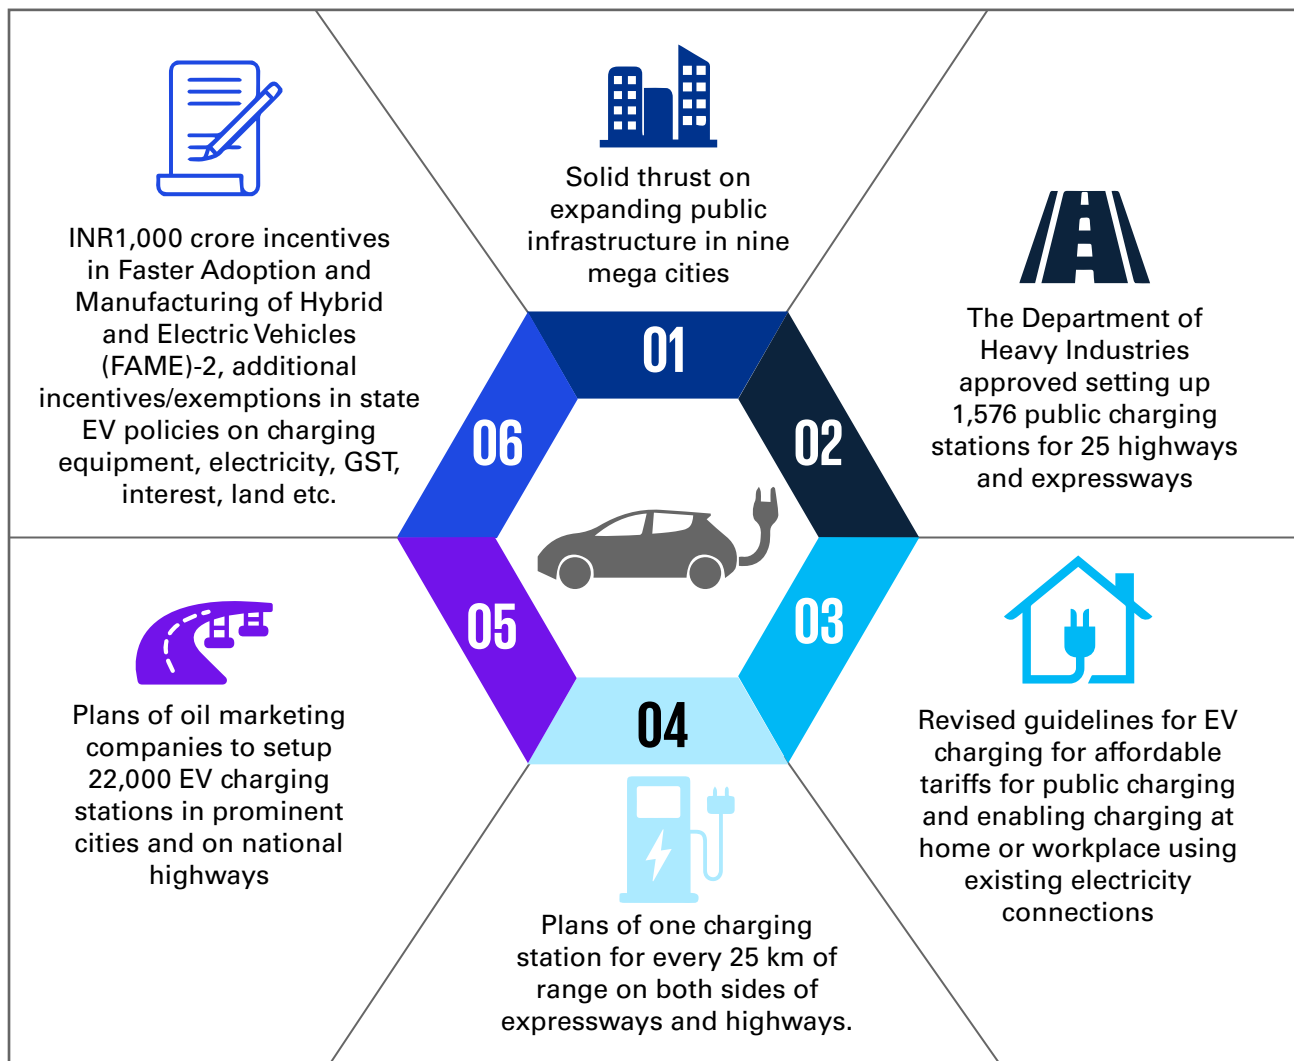 Solid thrust on
expanding public
infrastructure in nine
mega cities
01
The Department of
Heavy Industries
approved setting up
1,576 public charging
stations for 25 highways
and expressways
02
Revised guidelines for EV
charging for affordable
tariffs for public charging
and enabling charging at
home or workplace using
existing electricity
connections
03
04
Plans of one charging
station for every 25 km of
range on both sides of
expressways and highways.
05
Plans of oil marketing
companies to setup
22,000 EV charging
stations in prominent
cities and on national
highways
06
INR1,000 crore incentives
in Faster Adoption and
Manufacturing of Hybrid
and Electric Vehicles
(FAME)-2, additional
incentives/exemptions in state
EV policies on charging
equipment, electricity, GST,
interest, land etc.